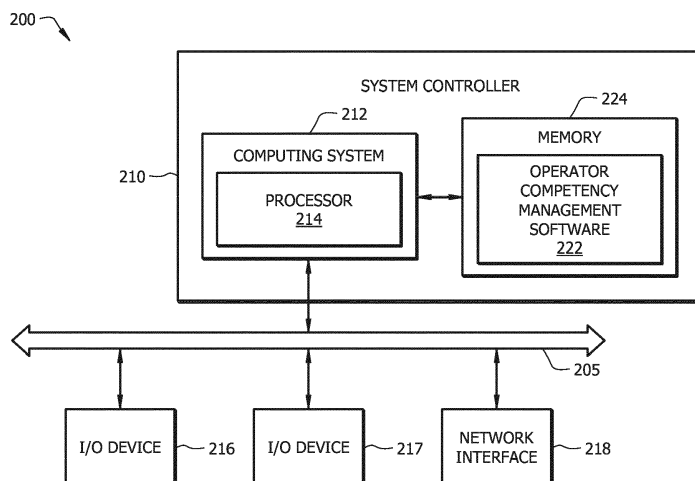 200
SYSTEM CONTROLLER
212
224
COMPUTING SYSTEM
MEMORY
210
PROCESSOR
214
OPERATOR
COMPETENCY
MANAGEMENT
SOFTWARE
222
205
I/O DEVICE
216
I/O DEVICE
217
NETWORK
INTERFACE
218